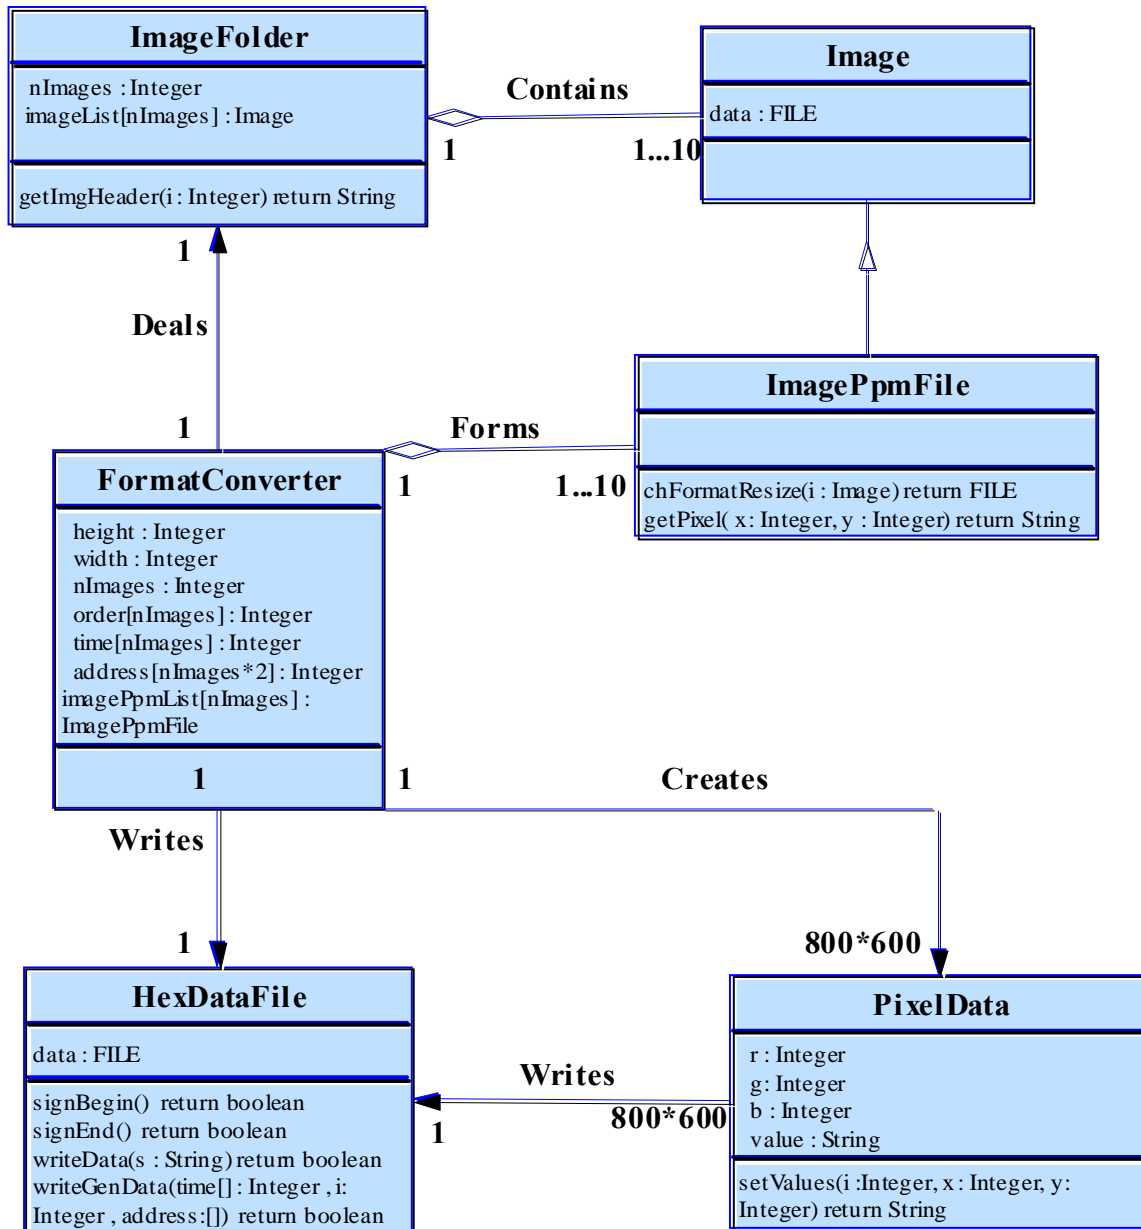 ImageFolder
nImages : Integer
imageList[nImages] : Image
getImgHeader(i : Integer) return String
Contains
1
1...10
Image
data : FILE
1
Deals
1
ImagePpmFile
chFormatResize(i : Image) return FILE
getPixel( x: Integer, y : Integer) return String
Forms
1
1...10
FormatConverter
height : Integer
width : Integer
nImages : Integer
order[nImages] : Integer
time[nImages] : Integer
address[nImages*2] : Integer
imagePpmList[nImages] :
ImagePpmFile
1
1
Creates
Writes
1
800*600
HexDataFile
data : FILE
signBegin() return boolean
signEnd() return boolean
writeData(s : String) return boolean
writeGenData(time[] : Integer , i:
Integer , address:[]) return boolean
Writes
1
800*600
PixelData
r : Integer
g: Integer
b : Integer
value : String
setValues(i :Integer, x : Integer, y:
Integer) return String